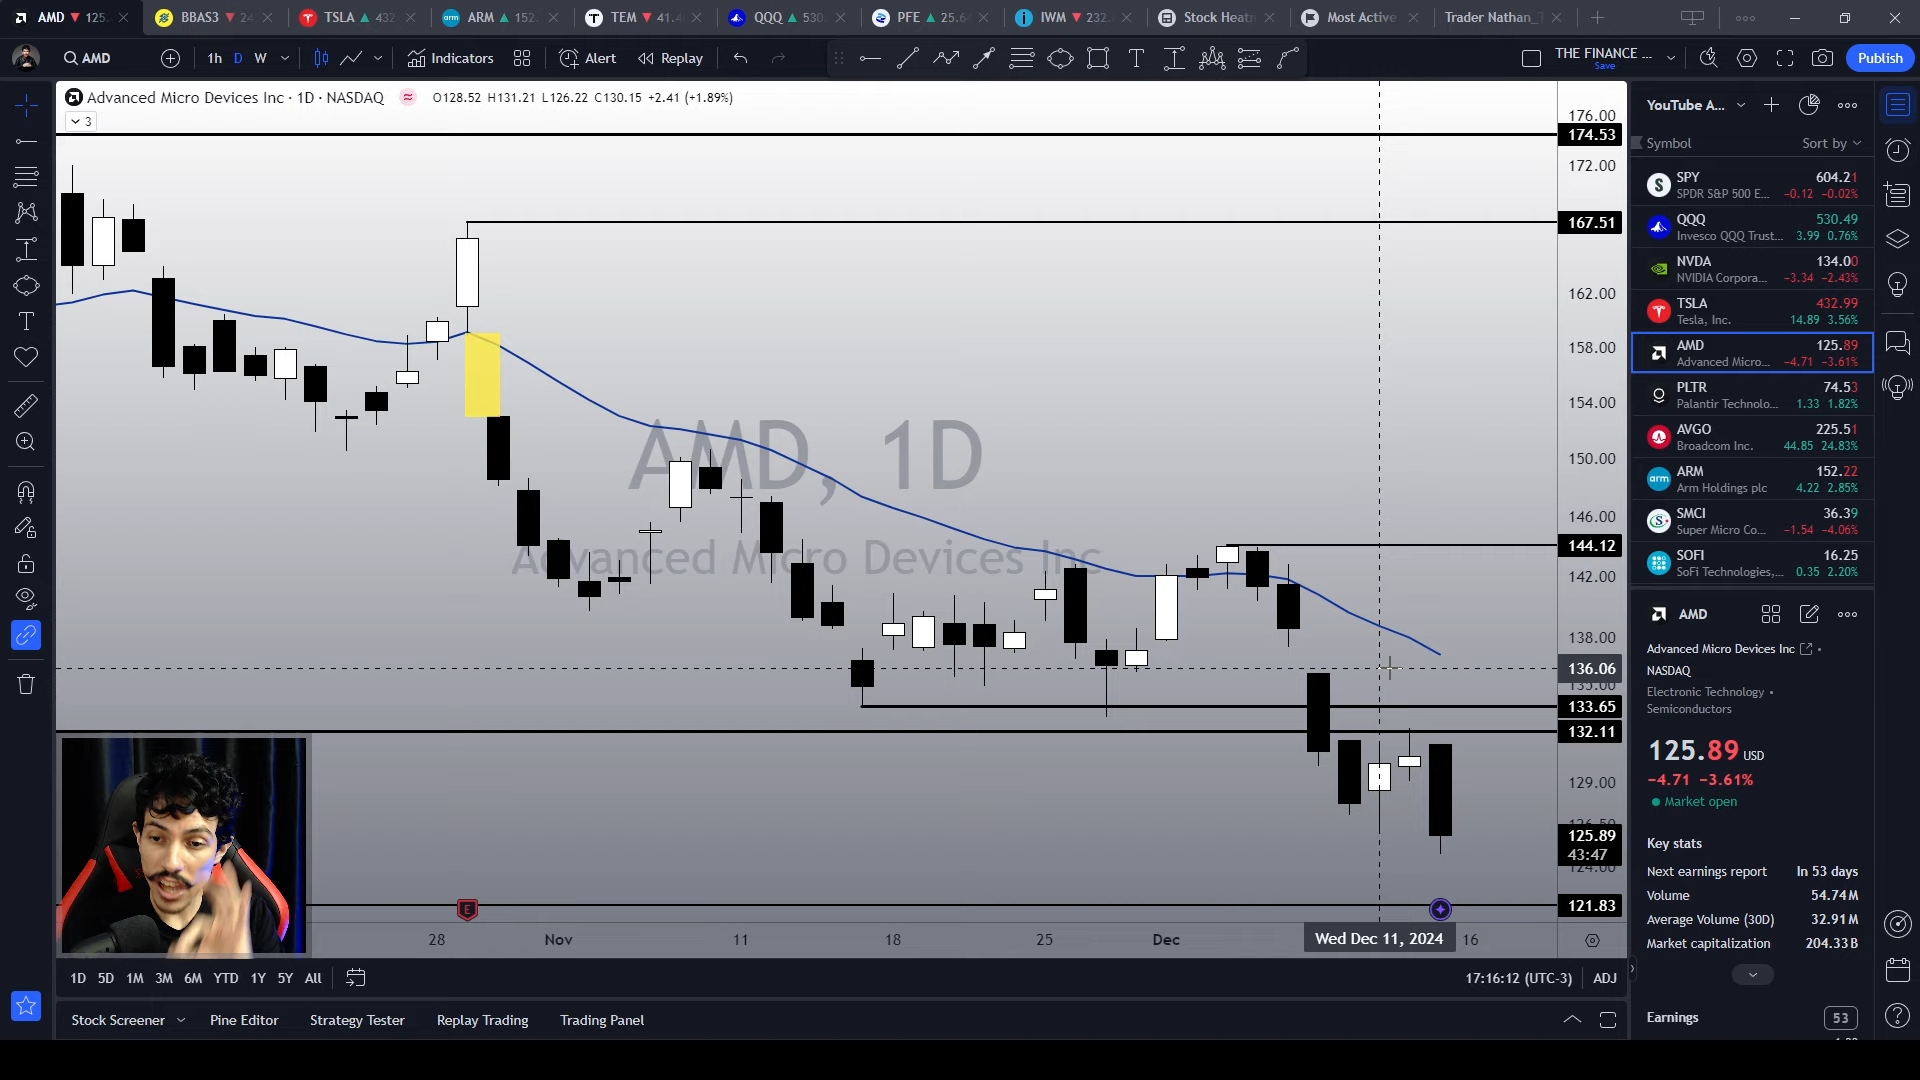 AMD ▼ 125.
BBAS3 ▼ 24
TSLA ▲ 432
ARM ▲ 152.
TEM ▼ 41.4
QQQ ▲ 530.
PFE ▲ 25.6
IWM ▼ 232.
Stock Heatm
Most Active
Trader Nathan_
AMD
1h D W
Indicators
Alert
Replay
THE FINANCE ...
Save
Publish
Advanced Micro Devices Inc · 1D · NASDAQ
O128.52 H131.21 L126.22 C130.15 +2.41 (+1.89%)
3
AMD, 1D
Advanced Micro Devices Inc
176.00
174.53
172.00
167.51
162.00
158.00
154.00
150.00
146.00
144.12
142.00
138.00
136.06
135.00
133.65
132.11
129.00
125.89
43:47
124.00
121.83
E
28
Nov
11
18
25
Dec
Wed Dec 11, 2024
16
1D 5D 1M 3M 6M YTD 1Y 5Y All
17:16:12 (UTC-3)
ADJ
Stock Screener
Pine Editor
Strategy Tester
Replay Trading
Trading Panel
YouTube A...
Symbol
Sort by
SPY 604.21
SPDR S&P 500 E... −0.12 −0.02%
QQQ 530.49
Invesco QQQ Trust... 3.99 0.76%
NVDA 134.00
NVIDIA Corpora... −3.34 −2.43%
TSLA 432.99
Tesla, Inc. 14.89 3.56%
AMD 125.89
Advanced Micro... −4.71 −3.61%
PLTR 74.53
Palantir Technolo... 1.33 1.82%
AVGO 225.51
Broadcom Inc. 44.85 24.83%
ARM 152.22
Arm Holdings plc 4.22 2.85%
SMCI 36.39
Super Micro Co... −1.54 −4.06%
SOFI 16.25
SoFi Technologies,... 0.35 2.20%
AMD
Advanced Micro Devices Inc •
NASDAQ
Electronic Technology •
Semiconductors
125.89 USD
−4.71 −3.61%
Market open
Key stats
Next earnings report In 53 days
Volume 54.74M
Average Volume (30D) 32.91M
Market capitalization 204.33B
Earnings 53